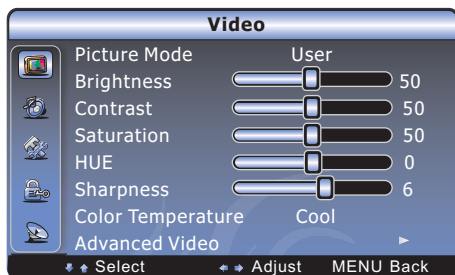 Video
Picture Mode User
Brightness 50
Contrast 50
Saturation 50
HUE 0
Sharpness 6
Color Temperature Cool
Advanced Video
Select Adjust MENU Back